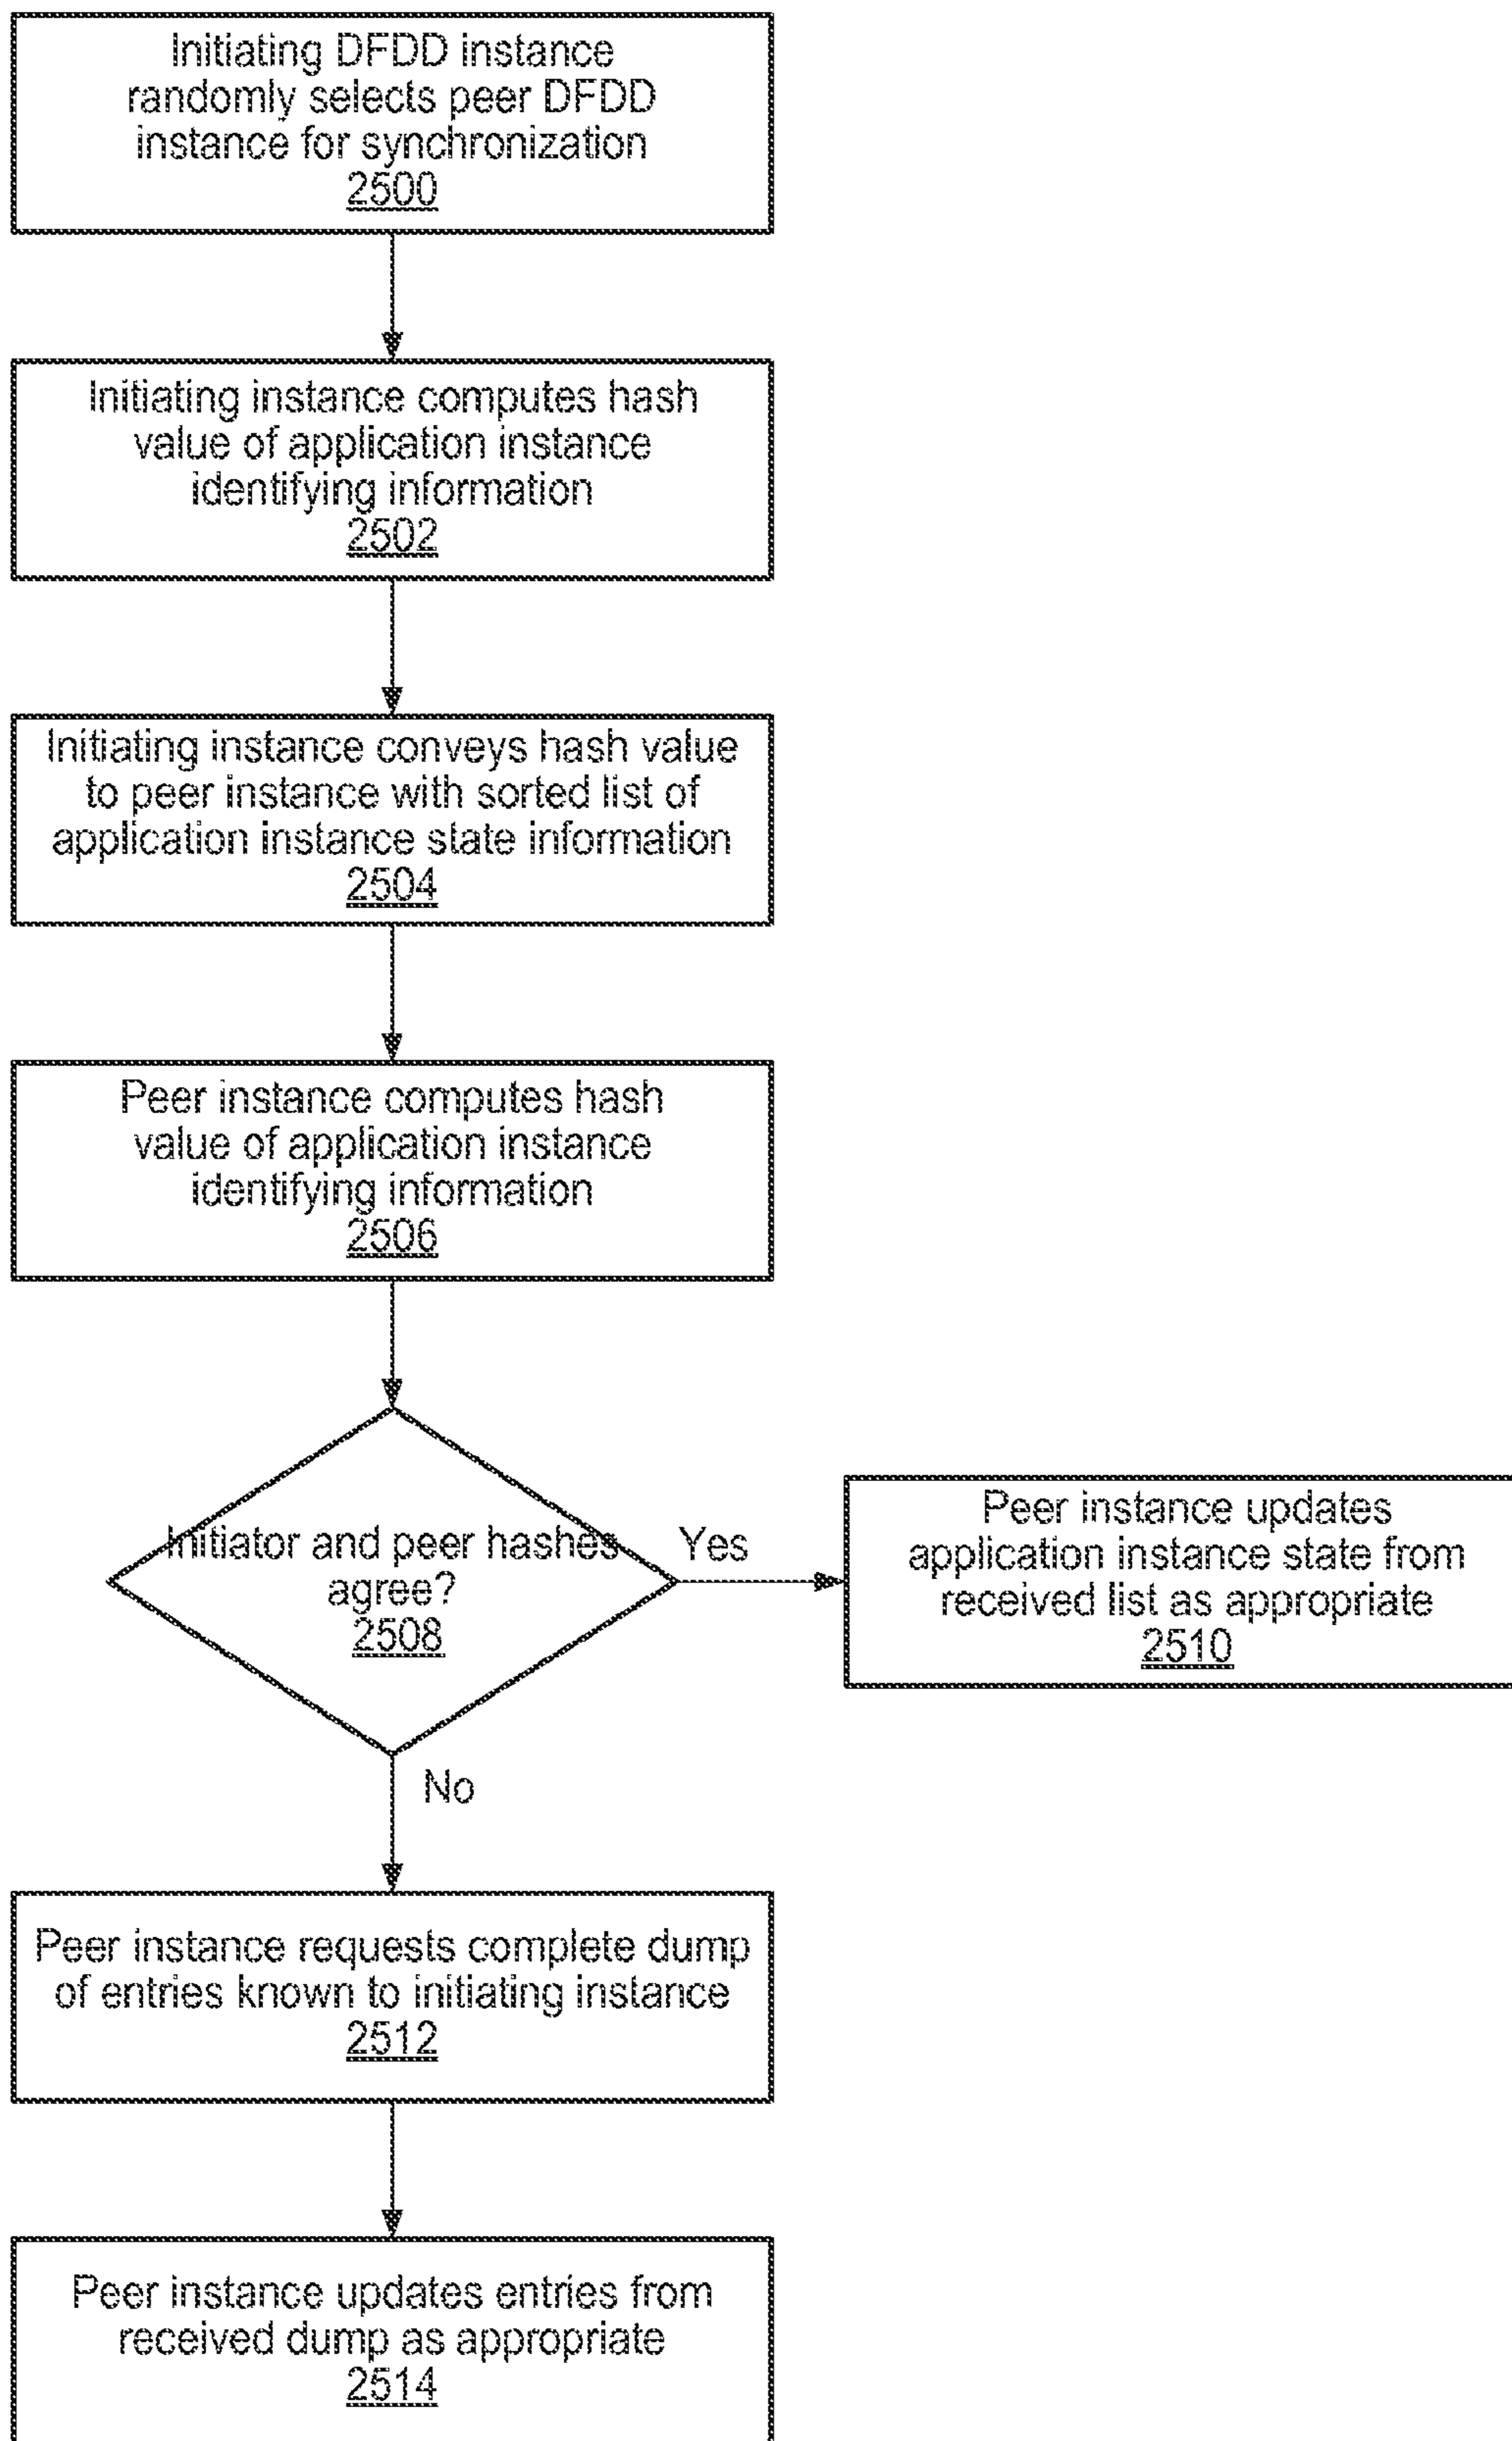 Initiating DFDD instance
randomly selects peer DFDD
instance for synchronization
2500
Initiating instance computes hash
value of application instance
identifying information
2502
Initiating instance conveys hash value
to peer instance with sorted list of
application instance state information
2504
Peer instance computes hash
value of application instance
identifying information
2506
Initiator and peer hashes
agree?
2508
Yes
Peer instance updates
application instance state from
received list as appropriate
2510
No
Peer instance requests complete dump
of entries known to initiating instance
2512
Peer instance updates entries from
received dump as appropriate
2514